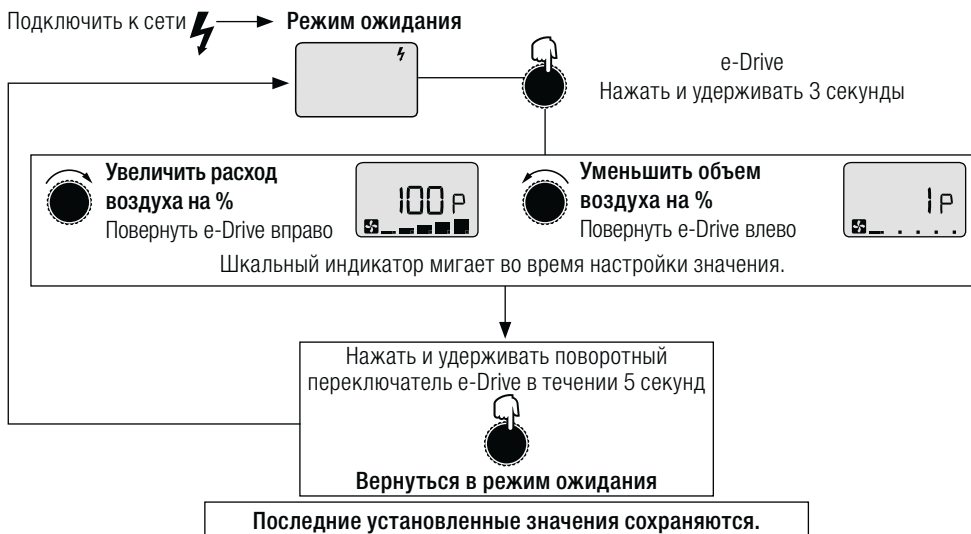 Подключить к сети
Режим ожидания
e-Drive
Нажать и удерживать 3 секунды
Увеличить расход
воздуха на %
Повернуть e-Drive вправо
100 P
Уменьшить объем
воздуха на %
Повернуть e-Drive влево
1 P
Шкальный индикатор мигает во время настройки значения.
Нажать и удерживать поворотный
переключатель e-Drive в течении 5 секунд
Вернуться в режим ожидания
Последние установленные значения сохраняются.